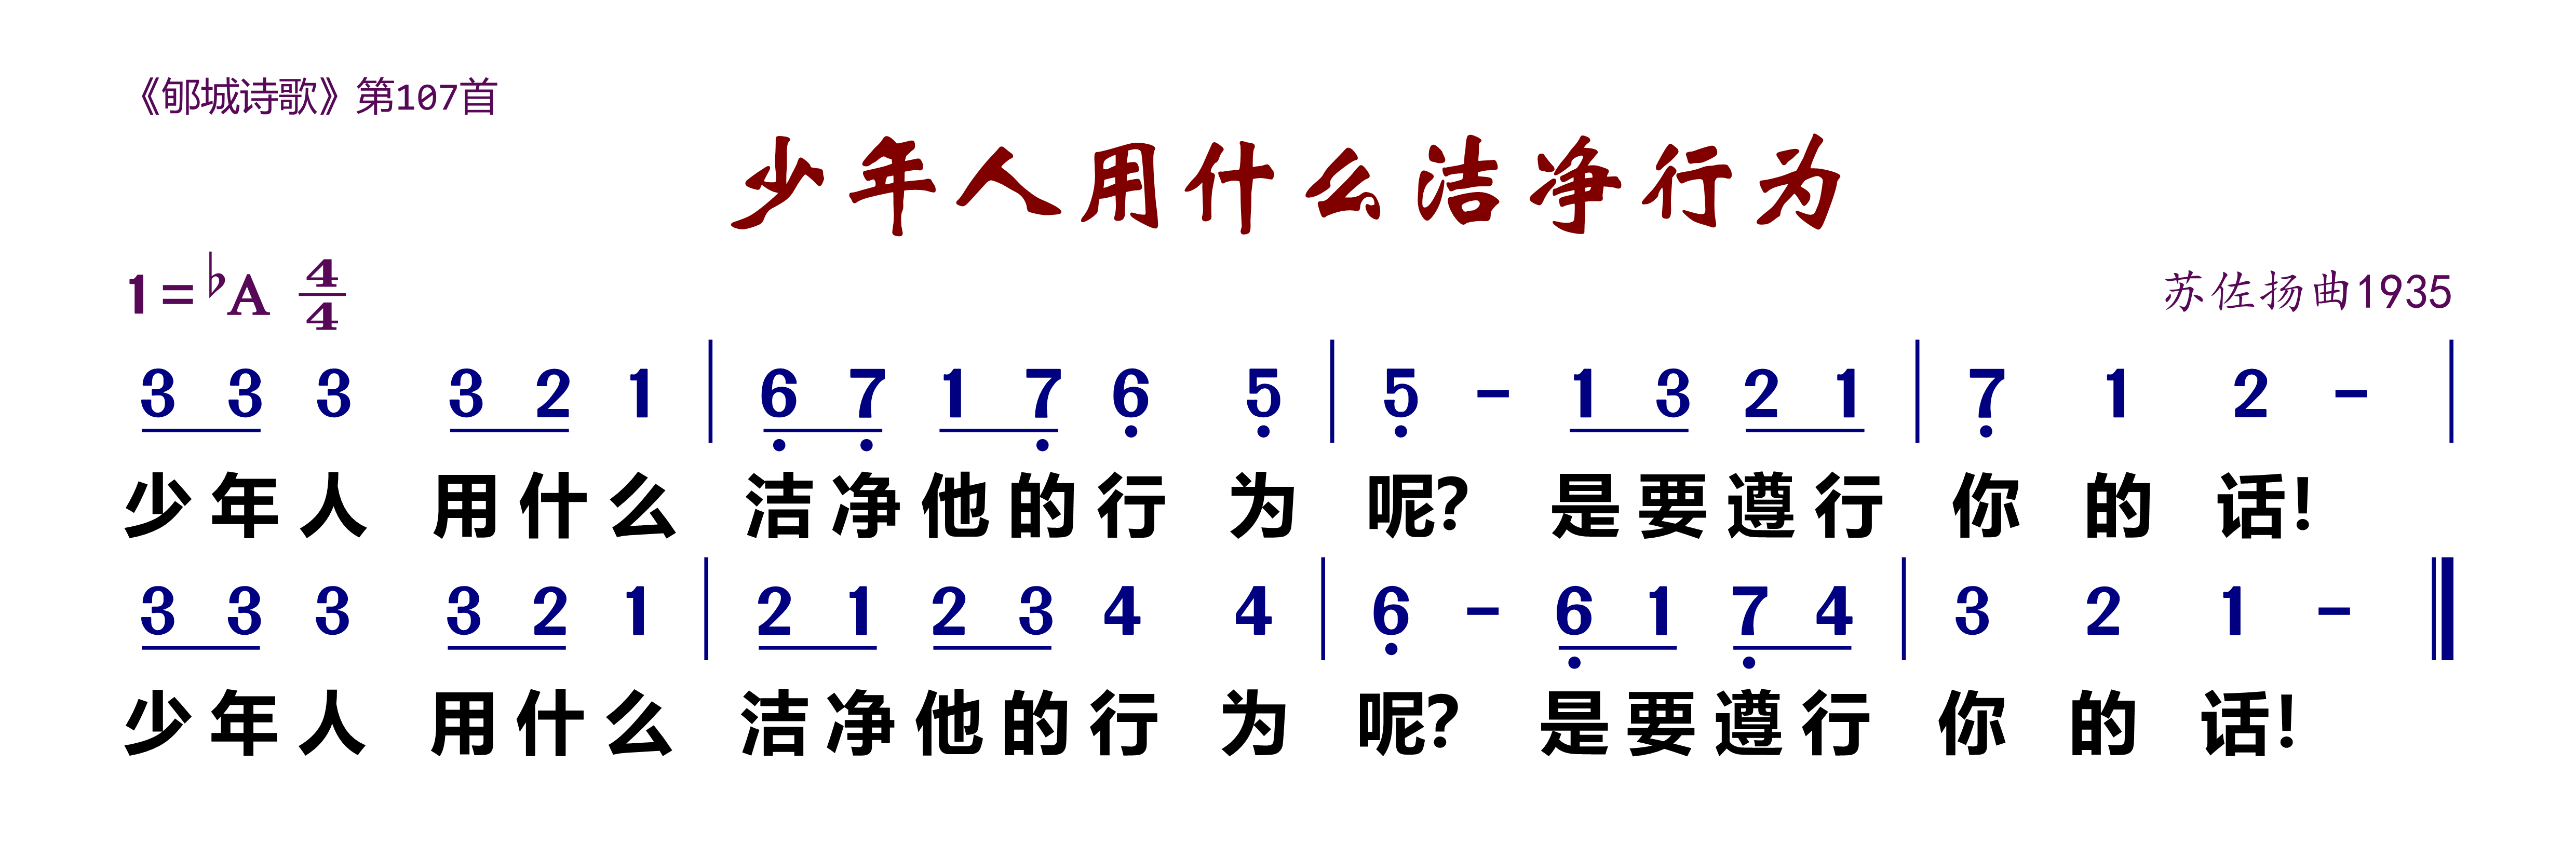 《郇城诗歌》第107首
少年人用什么洁净行为
1=♭A 4/4
苏佐扬曲1935
3 3 3 3 2 1 | 6̣ 7̣ 1 7̣ 6̣ 5̣ | 5̣ - 1 3 2 1 | 7̣ 1 2 - |
少年人 用什么 洁净他的行 为 呢? 是要遵行 你 的 话!
3 3 3 3 2 1 | 2 1 2 3 4 4 | 6̣ - 6̣ 1 7̣ 4 | 3 2 1 - ‖
少年人 用什么 洁净他的行 为 呢? 是要遵行 你 的 话!